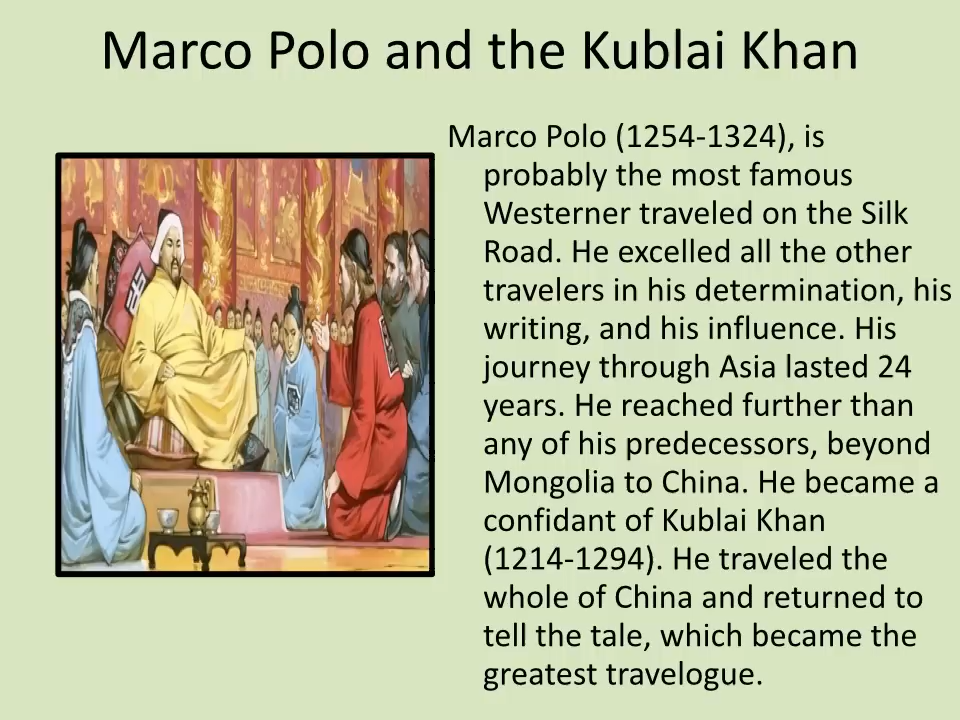 Marco Polo and the Kublai Khan
Marco Polo (1254-1324), is
probably the most famous
Westerner traveled on the Silk
Road. He excelled all the other
travelers in his determination, his
writing, and his influence. His
journey through Asia lasted 24
years. He reached further than
any of his predecessors, beyond
Mongolia to China. He became a
confidant of Kublai Khan
(1214-1294). He traveled the
whole of China and returned to
tell the tale, which became the
greatest travelogue.